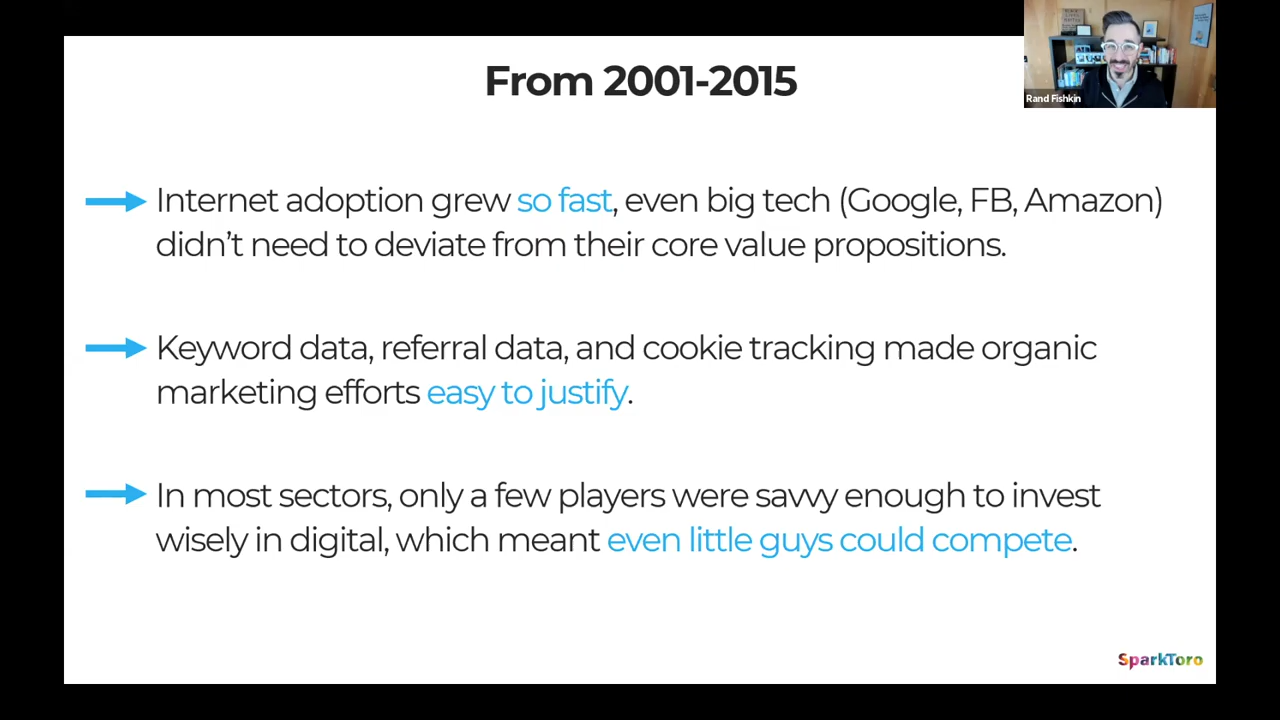 From 2001-2015
Rand Fishkin
Internet adoption grew so fast, even big tech (Google, FB, Amazon)
didn't need to deviate from their core value propositions.
Keyword data, referral data, and cookie tracking made organic
marketing efforts easy to justify.
In most sectors, only a few players were savvy enough to invest
wisely in digital, which meant even little guys could compete.
SparkToro